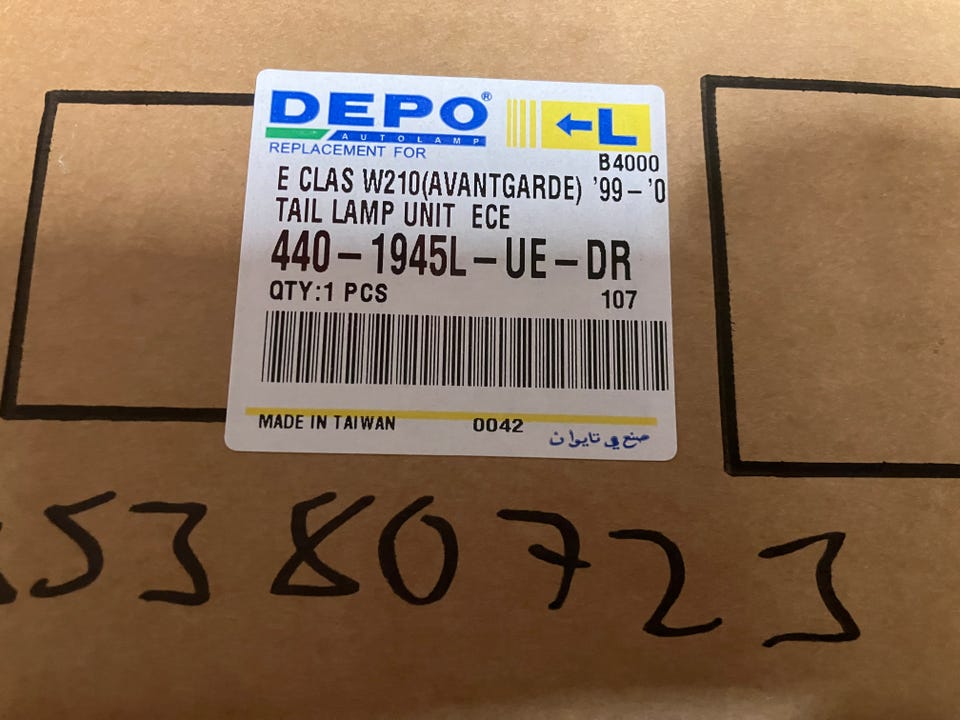 DEPO®
AUTOLAMP
REPLACEMENT FOR
←L
B4000
E CLAS W210(AVANTGARDE) '99-'0
TAIL LAMP UNIT ECE
440-1945L-UE-DR
QTY:1 PCS 107
MADE IN TAIWAN 0042 صنع في تايوان
5380723